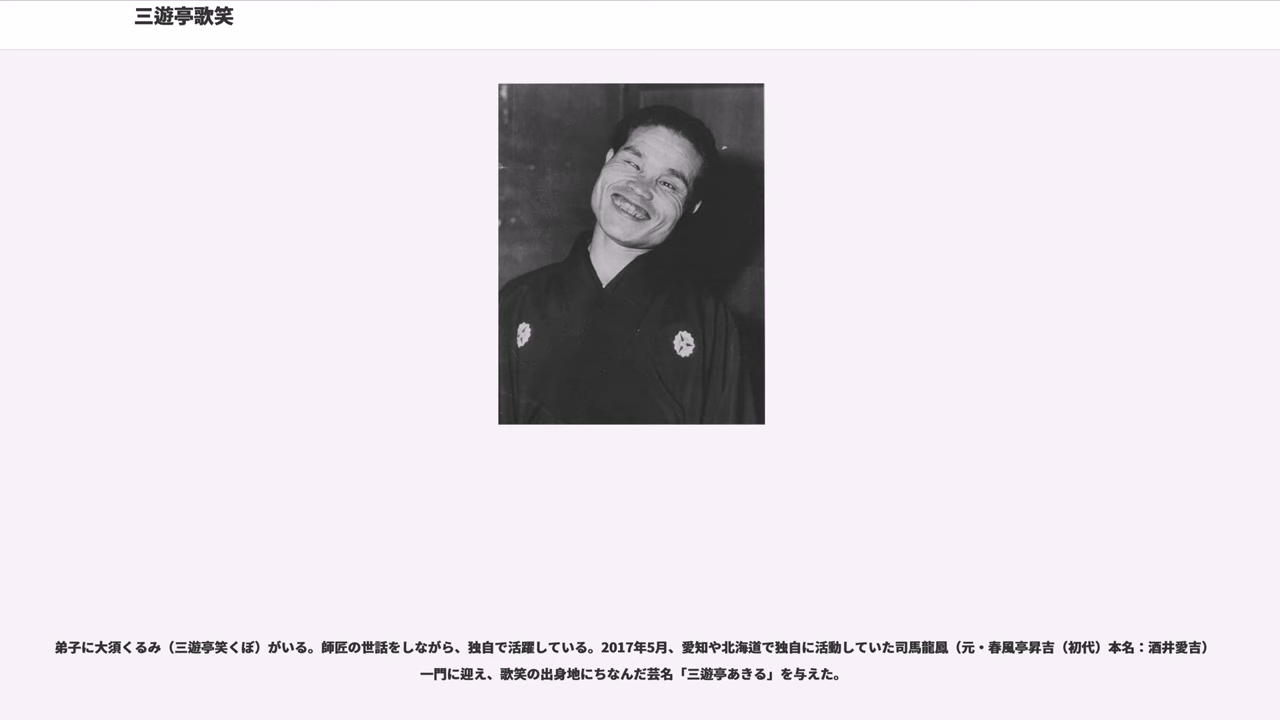 三遊亭歌笑
弟子に大須くるみ（三遊亭笑くぼ）がいる。師匠の世話をしながら、独自で活躍している。2017年5月、愛知や北海道で独自に活動していた司馬龍鳳（元・春風亭昇吉（初代）本名：酒井愛吉）
一門に迎え、歌笑の出身地にちなんだ芸名「三遊亭あきる」を与えた。